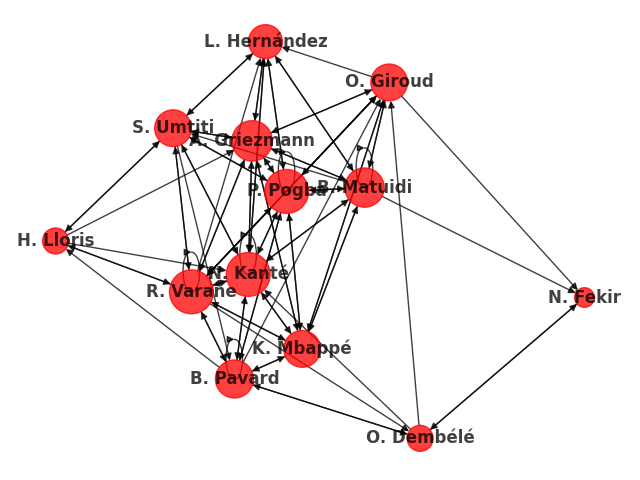 L. Hernández
O. Giroud
S. Umtiti
A. Griezmann
P. Pogba
B. Matuidi
H. Lloris
N. Kanté
R. Varane
N. Fekir
K. Mbappé
B. Pavard
O. Dembélé